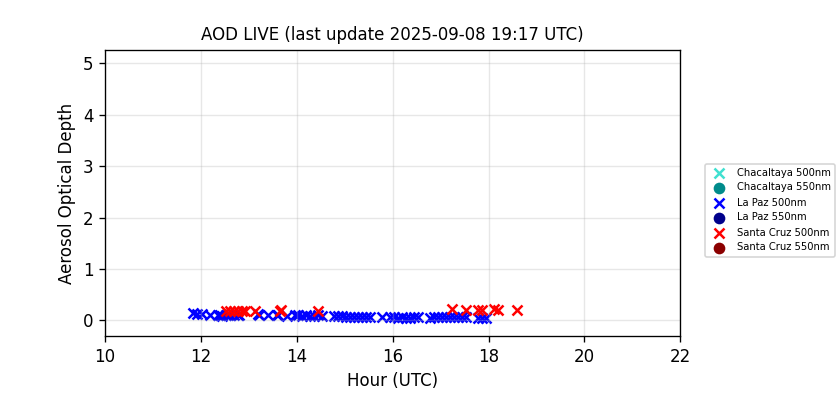 AOD LIVE (last update 2025-09-08 19:17 UTC)
Aerosol Optical Depth
5
4
3
2
1
0
10 12 14 16 18 20 22
Hour (UTC)
Chacaltaya 500nm
Chacaltaya 550nm
La Paz 500nm
La Paz 550nm
Santa Cruz 500nm
Santa Cruz 550nm